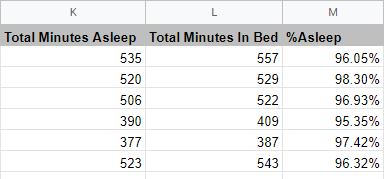 K L M
Total Minutes Asleep Total Minutes In Bed %Asleep
535 557 96.05%
520 529 98.30%
506 522 96.93%
390 409 95.35%
377 387 97.42%
523 543 96.32%